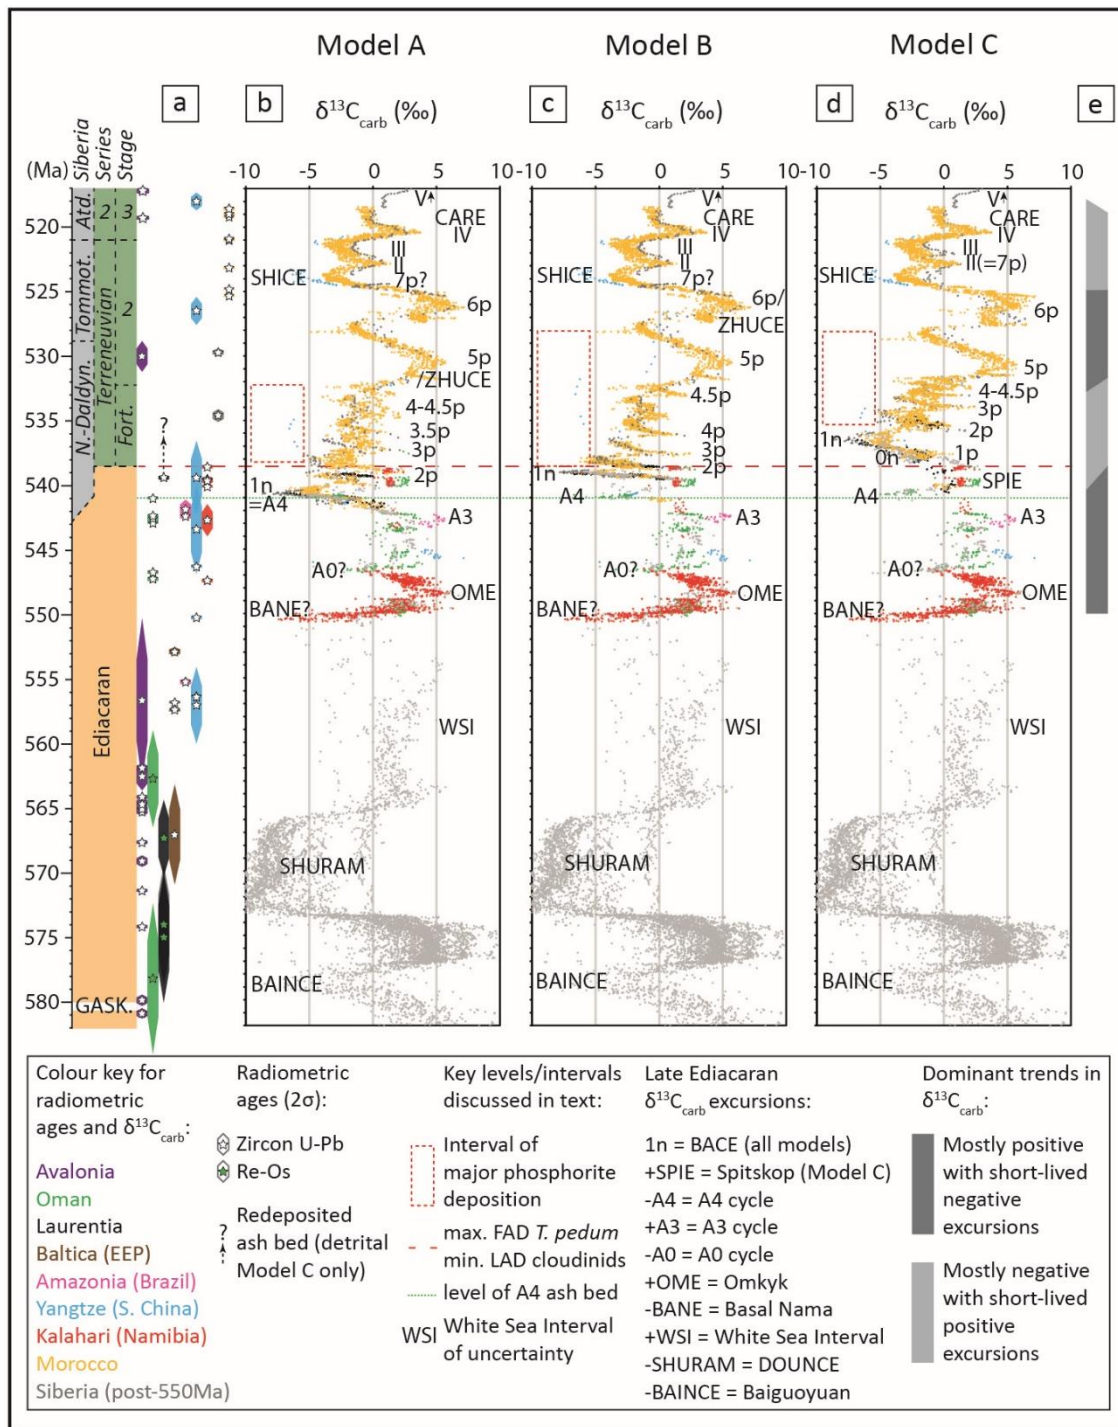 Model A Model B Model C
a b c d e
δ13Ccarb (‰) δ13Ccarb (‰) δ13Ccarb (‰)
(Ma) Siberia Series Stage
-10 -5 0 5 10 -10 -5 0 5 10 -10 -5 0 5 10
520
525
530
535
540
545
550
555
560
565
570
575
580
Atd.
Tommot.
N.-Daldyn.
2
Terreneuvian
3
2
Fort.
Ediacaran
GASK.
?
V
CARE
IV
III
II
SHICE
7p?
6p
5p
/ZHUCE
4-4.5p
3.5p
3p
2p
1n
=A4
A3
A0?
OME
BANE?
WSI
SHURAM
BAINCE
V
CARE
IV
III
II
SHICE
7p?
6p/
ZHUCE
5p
4.5p
4p
3p
2p
1n
A4
A3
A0?
OME
BANE?
WSI
SHURAM
BAINCE
V
CARE
IV
III
II(=7p)
SHICE
6p
5p
4-4.5p
3p
2p
1n
0n
1p
SPIE
A4
A3
A0?
OME
BANE?
WSI
SHURAM
BAINCE
Colour key for
radiometric
ages and δ13Ccarb:
Avalonia
Oman
Laurentia
Baltica (EEP)
Amazonia (Brazil)
Yangtze (S. China)
Kalahari (Namibia)
Morocco
Siberia (post-550Ma)
Radiometric
ages (2σ):
Zircon U-Pb
Re-Os
?
Redeposited
ash bed (detrital
Model C only)
Key levels/intervals
discussed in text:
Interval of
major phosphorite
deposition
max. FAD T. pedum
min. LAD cloudinids
level of A4 ash bed
WSI White Sea Interval
of uncertainty
Late Ediacaran
δ13Ccarb excursions:
1n = BACE (all models)
+SPIE = Spitskop (Model C)
-A4 = A4 cycle
+A3 = A3 cycle
-A0 = A0 cycle
+OME = Omkyk
-BANE = Basal Nama
+WSI = White Sea Interval
-SHURAM = DOUNCE
-BAINCE = Baiguoyuan
Dominant trends in
δ13Ccarb:
Mostly positive
with short-lived
negative
excursions
Mostly negative
with short-lived
positive
excursions